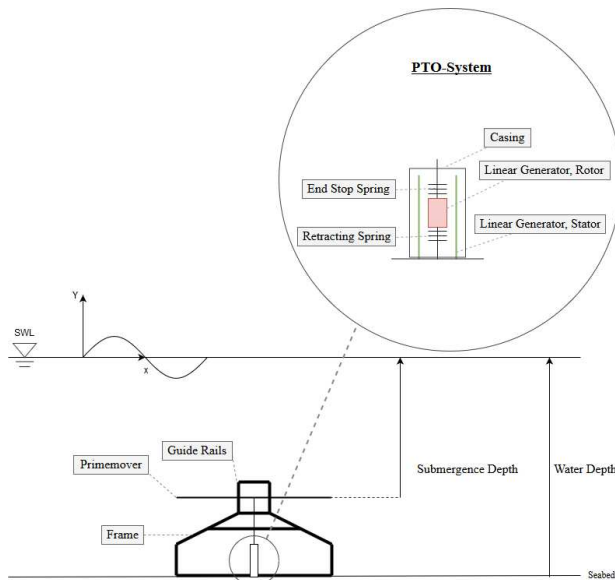 PTO-System
Casing
Linear Generator, Rotor
End Stop Spring
Linear Generator, Stator
Retracting Spring
Y
SWL
X
Guide Rails
Primemover
Submergence Depth
Water Depth
Frame
Seabed